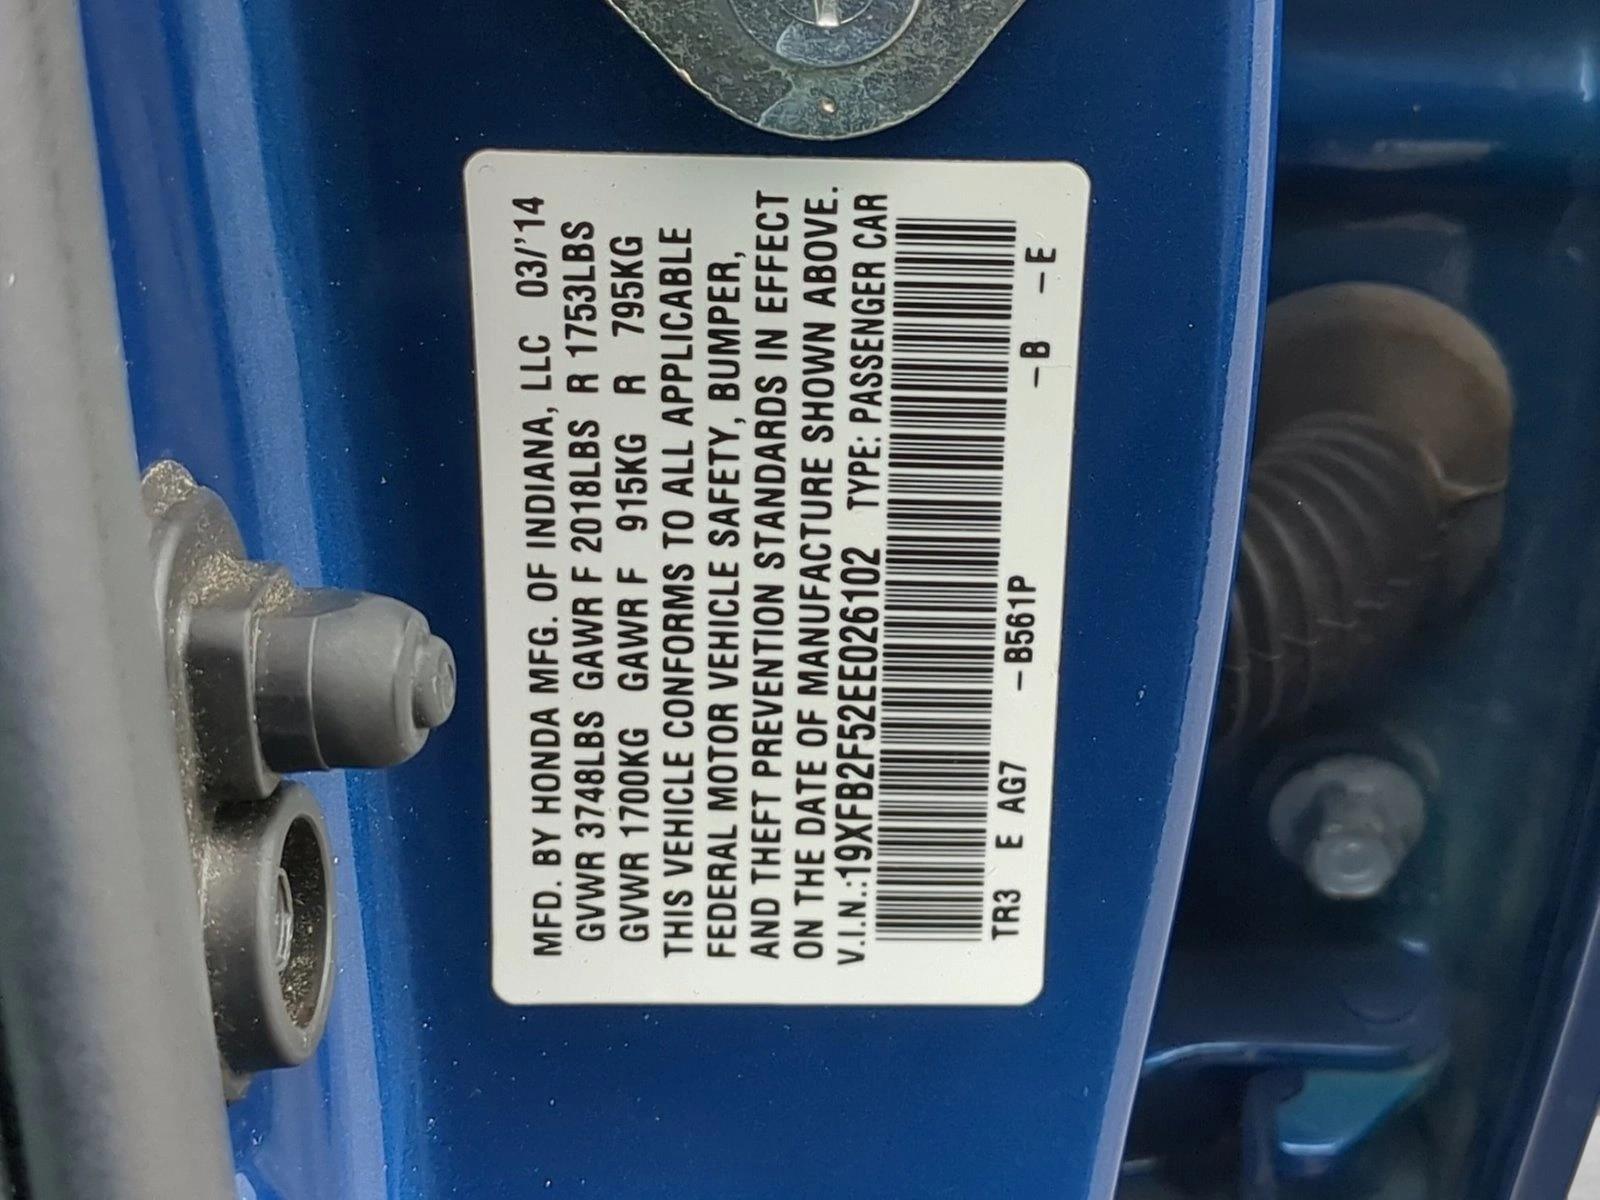 MFD. BY HONDA MFG. OF INDIANA, LLC 03/'14
GVWR 3748LBS GAWR F 2018LBS R 1753LBS
GVWR 1700KG GAWR F 915KG R 795KG
THIS VEHICLE CONFORMS TO ALL APPLICABLE
FEDERAL MOTOR VEHICLE SAFETY, BUMPER,
AND THEFT PREVENTION STANDARDS IN EFFECT
ON THE DATE OF MANUFACTURE SHOWN ABOVE.
V.I.N.:19XFB2F52EE026102 TYPE: PASSENGER CAR
TR3 E AG7 -B561P -B -E